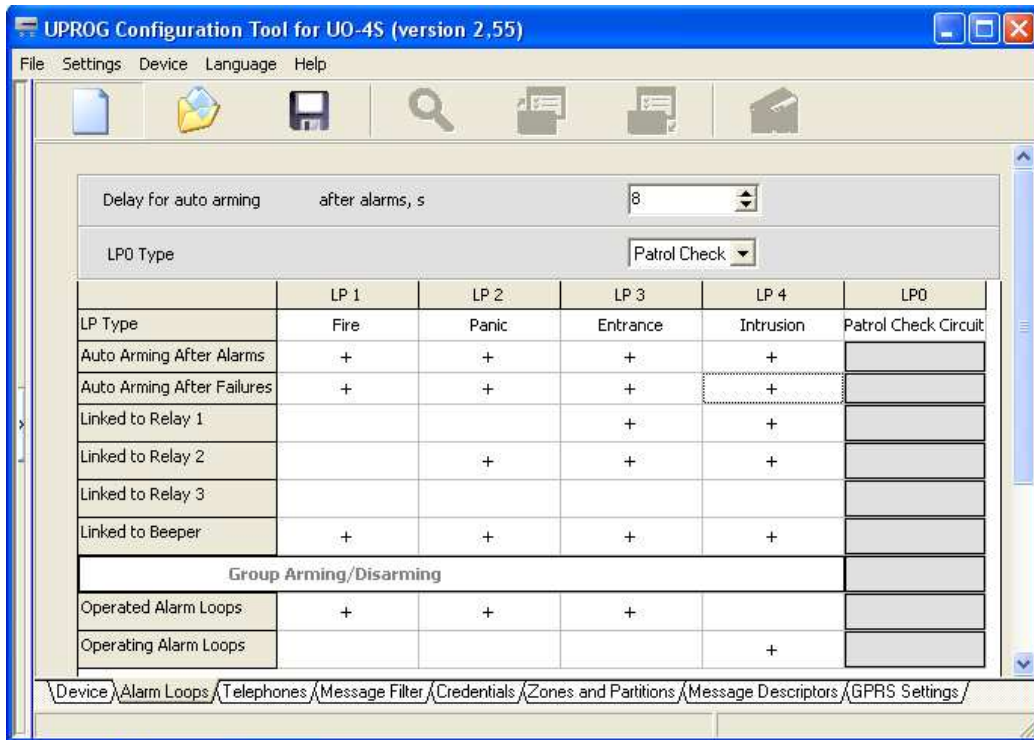 UPROG Configuration Tool for UO-4S (version 2,55)
File Settings Device Language Help
Delay for auto arming after alarms, s 8
LP0 Type Patrol Check
LP 1 LP 2 LP 3 LP 4 LP0
LP Type Fire Panic Entrance Intrusion Patrol Check Circuit
Auto Arming After Alarms + + + +
Auto Arming After Failures + + + +
Linked to Relay 1 + +
Linked to Relay 2 + + +
Linked to Relay 3
Linked to Beeper + + + +
Group Arming/Disarming
Operated Alarm Loops + + +
Operating Alarm Loops +
Device Alarm Loops Telephones Message Filter Credentials Zones and Partitions Message Descriptors GPRS Settings